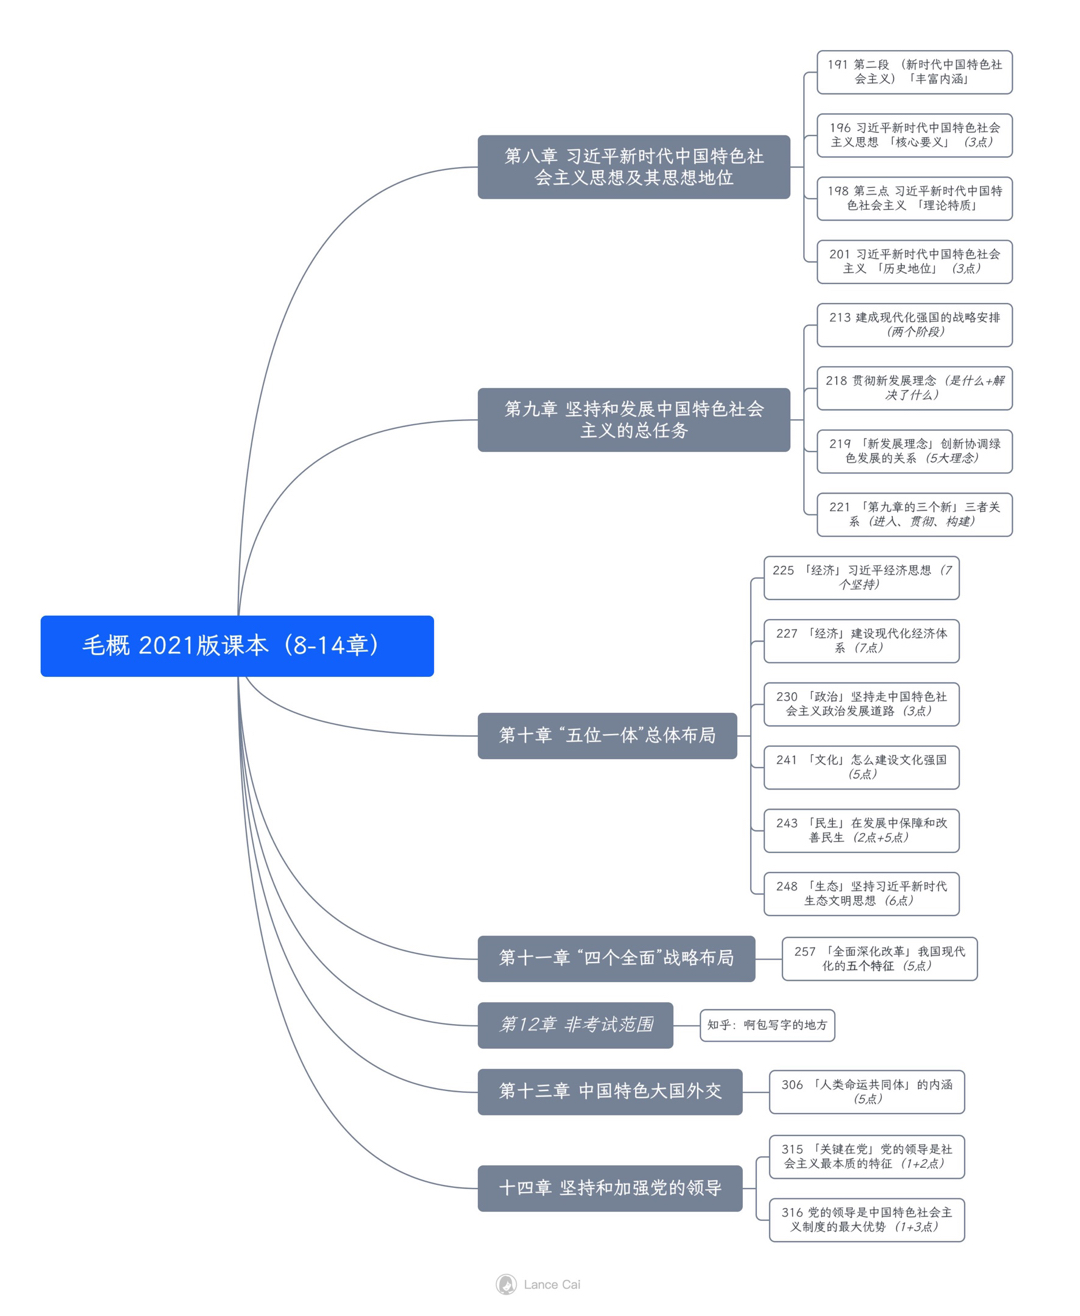 毛概 2021版课本（8-14章）
第八章 习近平新时代中国特色社
会主义思想及其思想地位
191 第二段 （新时代中国特色社
会主义）「丰富内涵」
196 习近平新时代中国特色社会
主义思想 「核心要义」（3点）
198 第三点 习近平新时代中国特
色社会主义 「理论特质」
201 习近平新时代中国特色社会
主义 「历史地位」（3点）
第九章 坚持和发展中国特色社会
主义的总任务
213 建成现代化强国的战略安排
（两个阶段）
218 贯彻新发展理念（是什么+解
决了什么）
219 「新发展理念」创新协调绿
色发展的关系（5大理念）
221 「第九章的三个新」三者关
系（进入、贯彻、构建）
第十章 “五位一体”总体布局
225 「经济」习近平经济思想（7
个坚持）
227 「经济」建设现代化经济体
系（7点）
230 「政治」坚持走中国特色社
会主义政治发展道路（3点）
241 「文化」怎么建设文化强国
（5点）
243 「民生」在发展中保障和改
善民生（2点+5点）
248 「生态」坚持习近平新时代
生态文明思想（6点）
第十一章 “四个全面”战略布局
257 「全面深化改革」我国现代
化的五个特征（5点）
第12章 非考试范围
知乎：啊包写字的地方
第十三章 中国特色大国外交
306 「人类命运共同体」的内涵
（5点）
十四章 坚持和加强党的领导
315 「关键在党」党的领导是社
会主义最本质的特征（1+2点）
316 党的领导是中国特色社会主
义制度的最大优势（1+3点）
Lance Cai